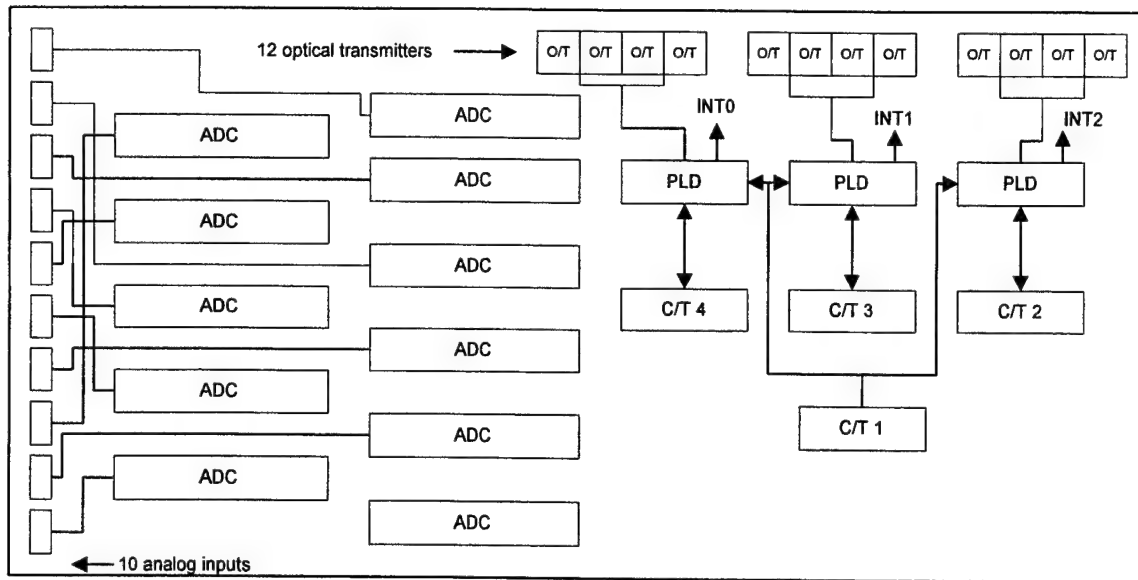 12 optical transmitters
O/T O/T O/T O/T
O/T O/T O/T O/T
O/T O/T O/T O/T
ADC
ADC
ADC
ADC
ADC
ADC
ADC
ADC
ADC
ADC
ADC
INT0
INT1
INT2
PLD
PLD
PLD
C/T 4
C/T 3
C/T 2
C/T 1
10 analog inputs